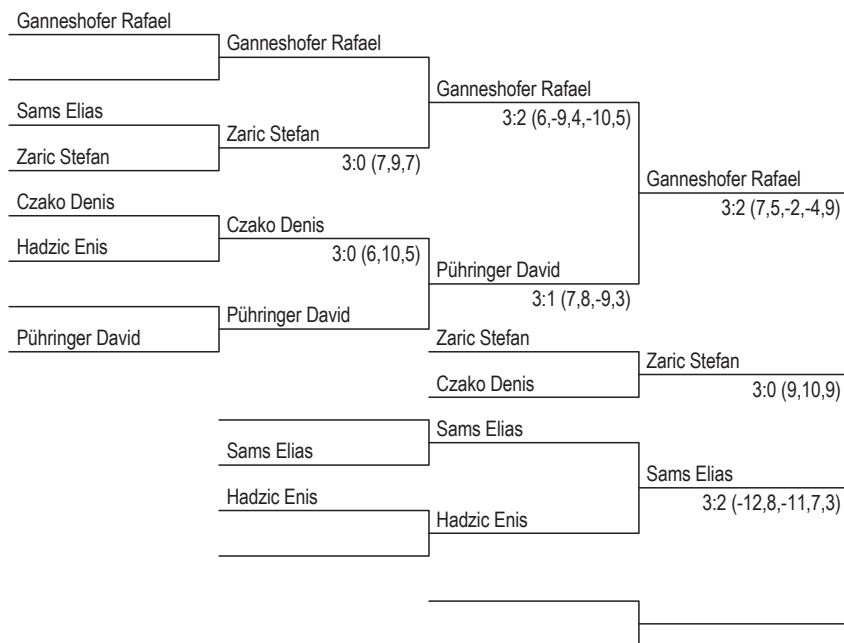 Ganneshofer Rafael
Ganneshofer Rafael
Ganneshofer Rafael
Sams Elias
3:2 (6,-9,4,-10,5)
Zaric Stefan
Zaric Stefan
3:0 (7,9,7)
Ganneshofer Rafael
Czako Denis
3:2 (7,5,-2,-4,9)
Czako Denis
Hadzic Enis
3:0 (6,10,5)
Pühringer David
3:1 (7,8,-9,3)
Pühringer David
Pühringer David
Zaric Stefan
Zaric Stefan
Czako Denis
3:0 (9,10,9)
Sams Elias
Sams Elias
Sams Elias
Hadzic Enis
3:2 (-12,8,-11,7,3)
Hadzic Enis